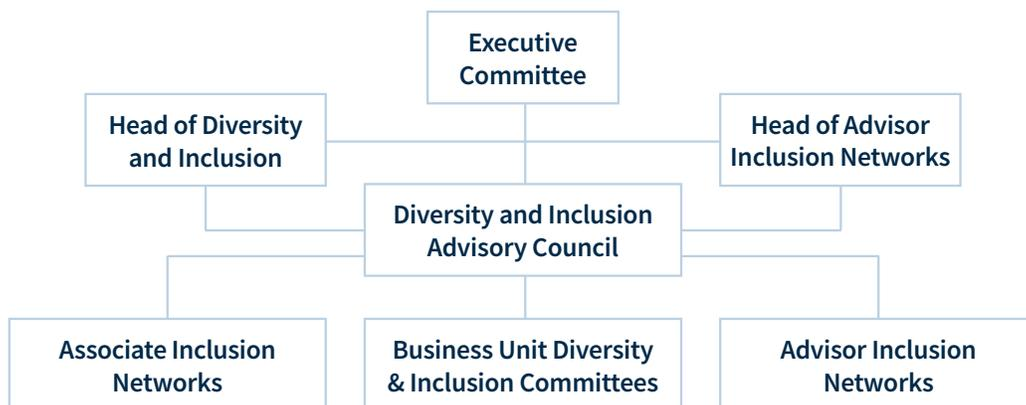 Executive
Committee
Head of Diversity
and Inclusion
Head of Advisor
Inclusion Networks
Diversity and Inclusion
Advisory Council
Associate Inclusion
Networks
Business Unit Diversity
& Inclusion Committees
Advisor Inclusion
Networks